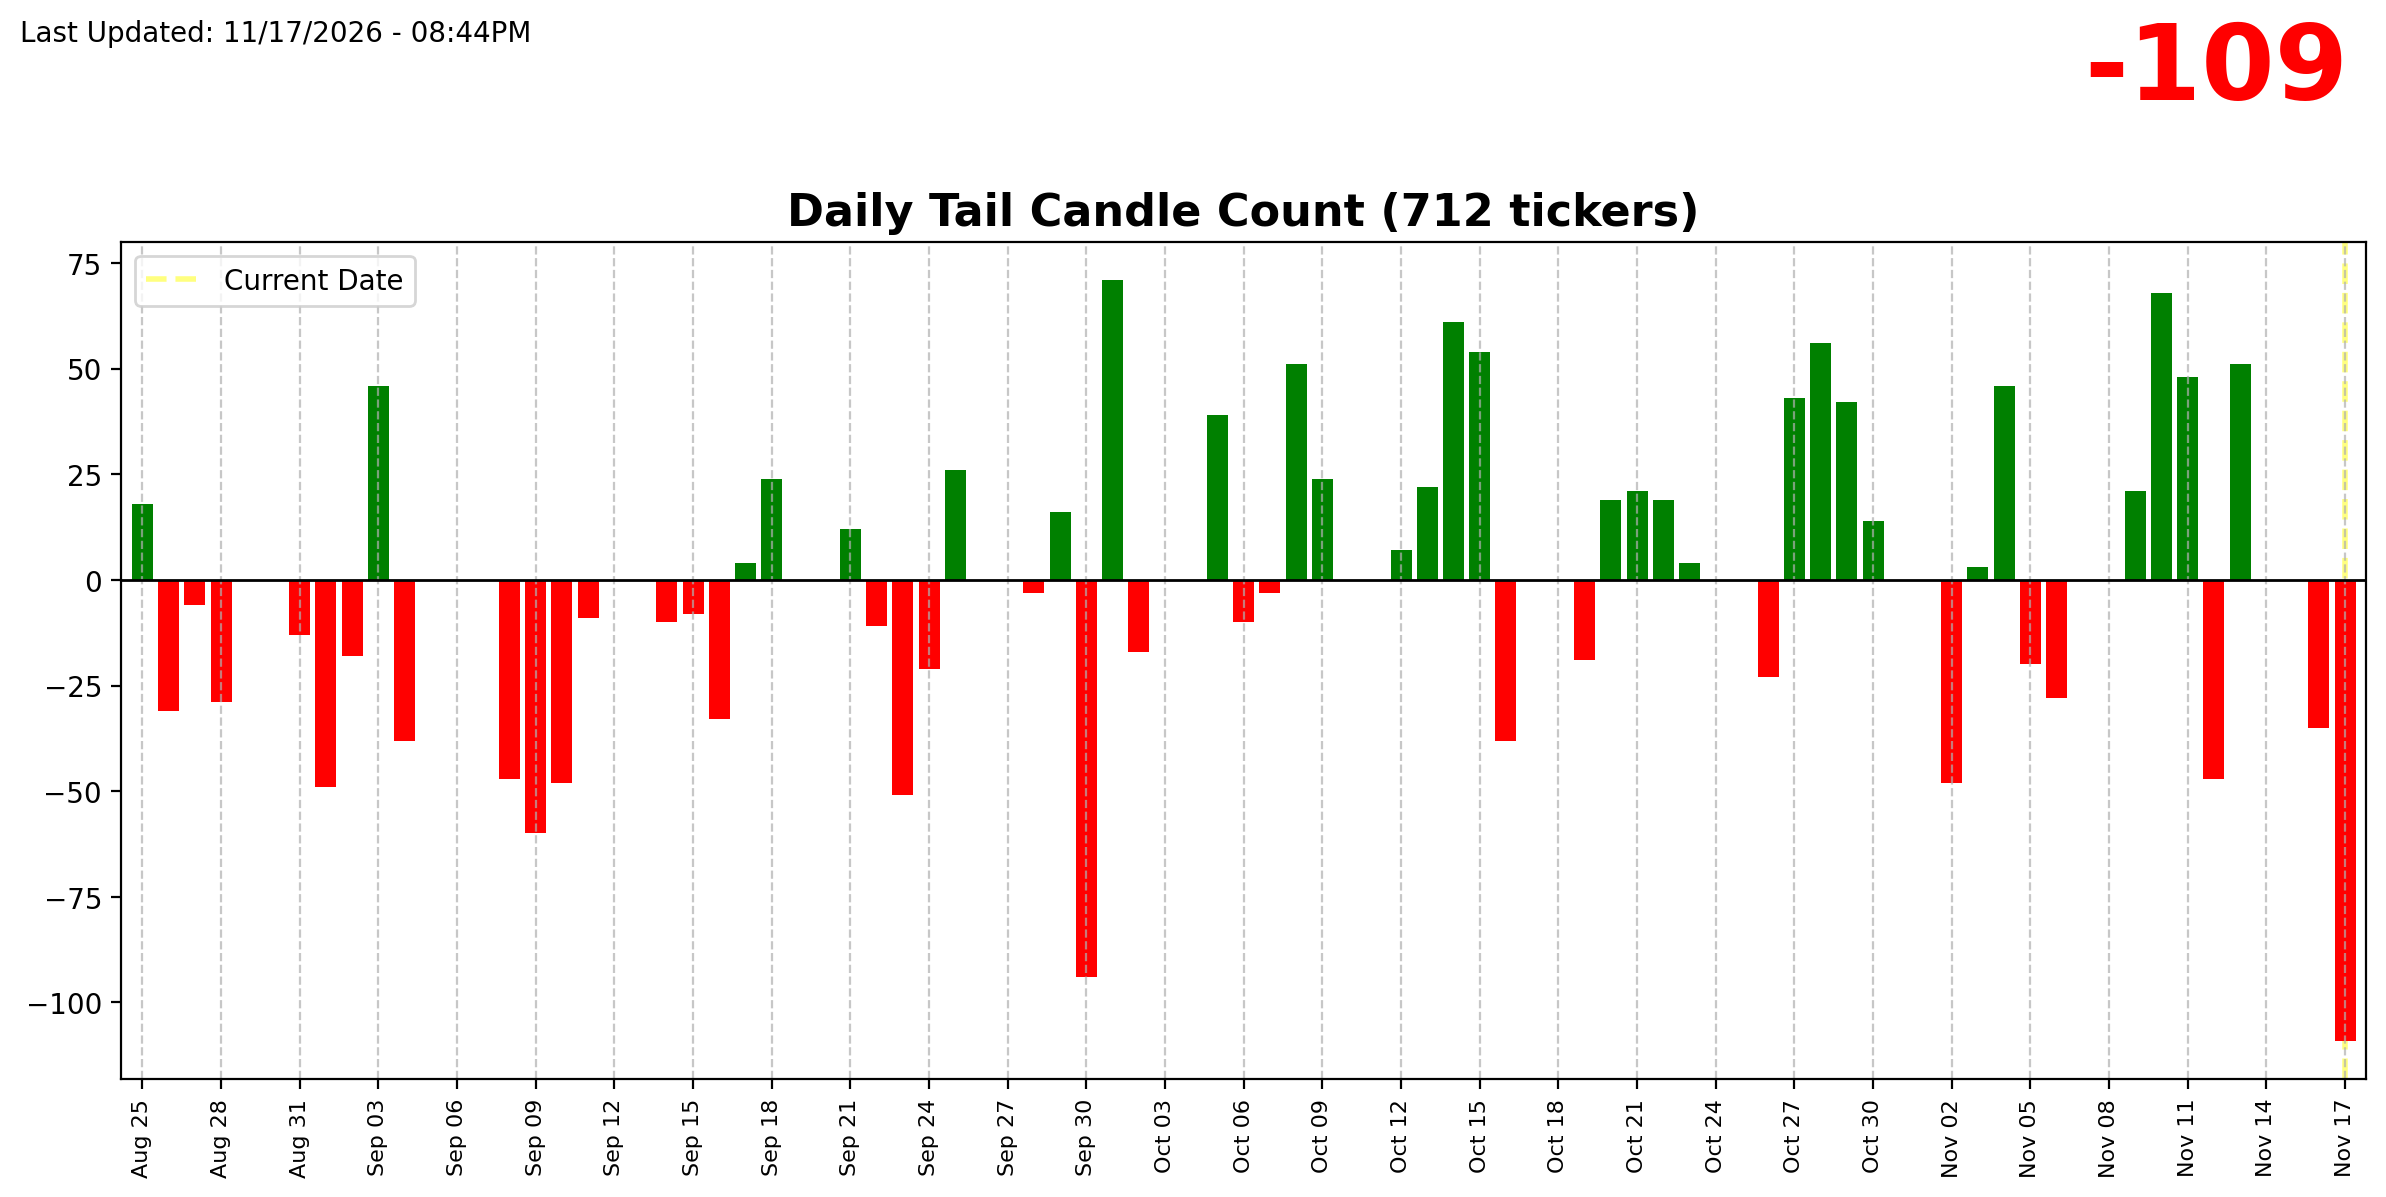 Last Updated: 11/17/2026 - 08:44PM
-109
Daily Tail Candle Count (712 tickers)
Current Date
75
50
25
0
−25
−50
−75
−100
Aug 25
Aug 28
Aug 31
Sep 03
Sep 06
Sep 09
Sep 12
Sep 15
Sep 18
Sep 21
Sep 24
Sep 27
Sep 30
Oct 03
Oct 06
Oct 09
Oct 12
Oct 15
Oct 18
Oct 21
Oct 24
Oct 27
Oct 30
Nov 02
Nov 05
Nov 08
Nov 11
Nov 14
Nov 17